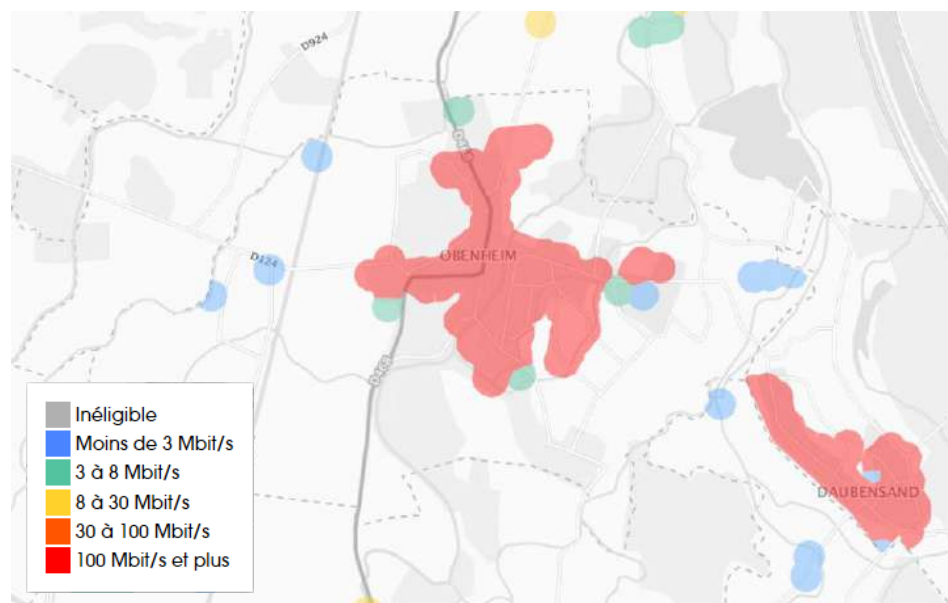 D924
D468
OBENHEIM
D124
D468
DAUBENSAND
Inéligible
Moins de 3 Mbit/s
3 à 8 Mbit/s
8 à 30 Mbit/s
30 à 100 Mbit/s
100 Mbit/s et plus